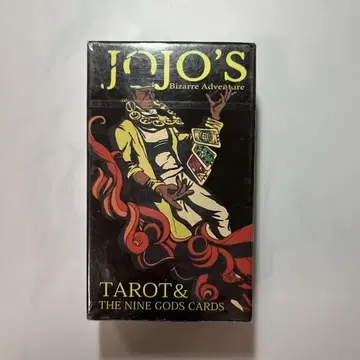 JOJO'S
Bizarre Adventure
TAROT&
THE NINE GODS CARDS